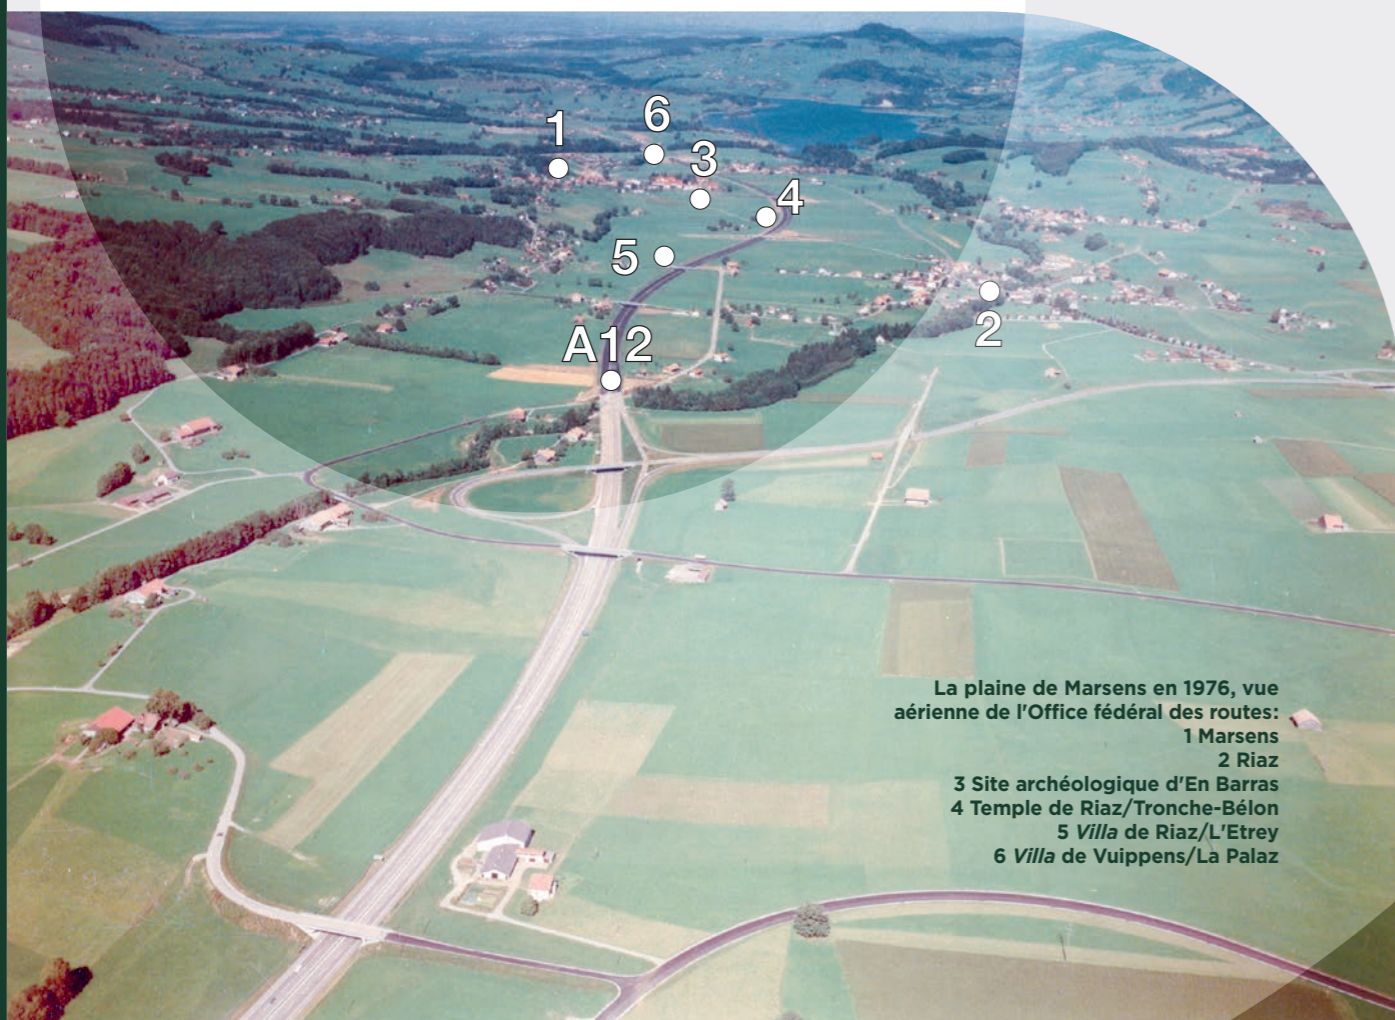 1
6
3
4
5
A12
2
La plaine de Marsens en 1976, vue
aérienne de l'Office fédéral des routes:
1 Marsens
2 Riaz
3 Site archéologique d'En Barras
4 Temple de Riaz/Tronche-Bélon
5 Villa de Riaz/L'Etrey
6 Villa de Vuippens/La Palaz